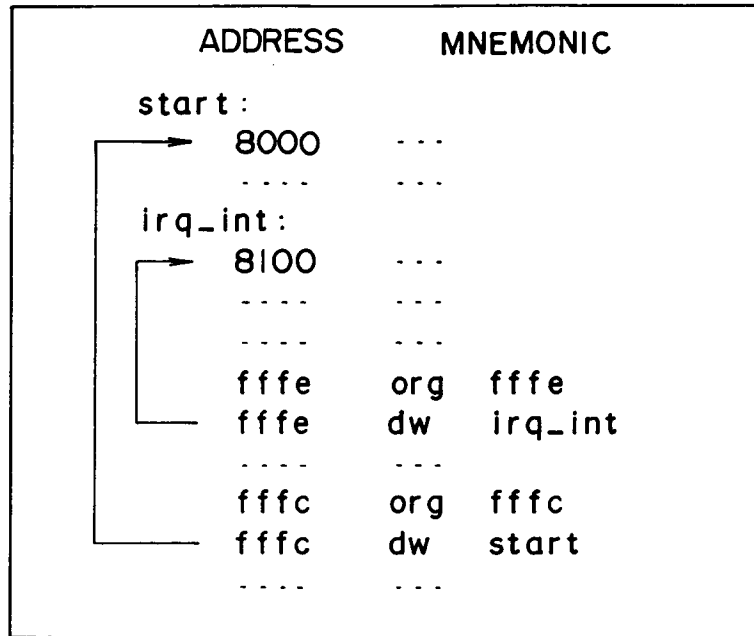 ADDRESS MNEMONIC
start:
8000 ---
---- ---
irq_int:
8100 ---
---- ---
---- ---
fffe org fffe
fffe dw irq_int
---- ---
fffc org fffc
fffc dw start
---- ---